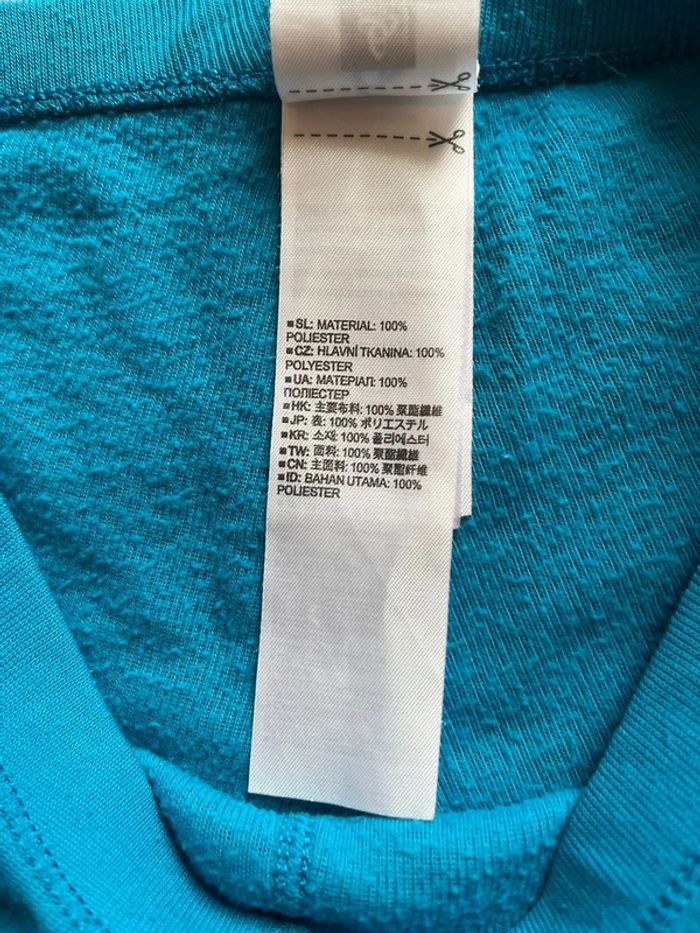 ■SL: MATERIAL: 100%
POLIESTER
■CZ: HLAVNÍ TKANINA: 100%
POLYESTER
■UA: МАТЕРІАЛ: 100%
ПОЛІЕСТЕР
■HK: 主要布料: 100% 聚酯纖維
■JP: 表: 100% ポリエステル
■KR: 소재: 100% 폴리에스터
■TW: 面料: 100% 聚酯纖維
■CN: 主面料: 100% 聚酯纤维
■ID: BAHAN UTAMA: 100%
POLIESTER